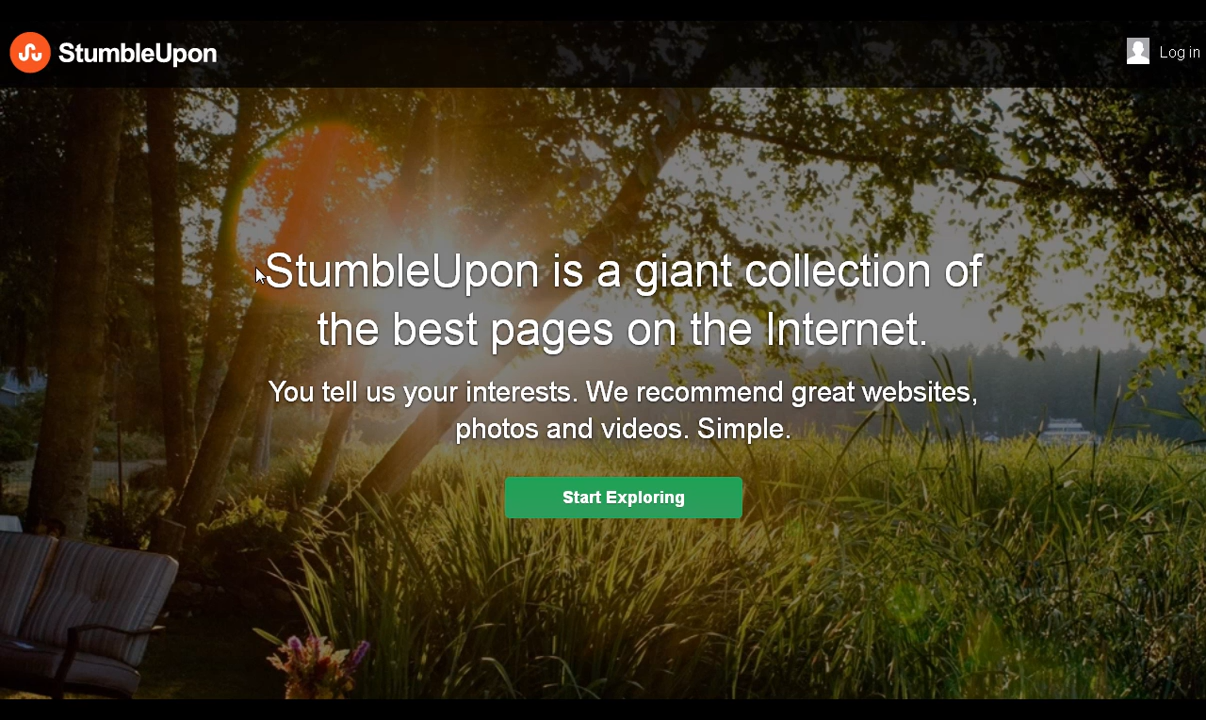 StumbleUpon
Log in
StumbleUpon is a giant collection of
the best pages on the Internet.
You tell us your interests. We recommend great websites,
photos and videos. Simple.
Start Exploring